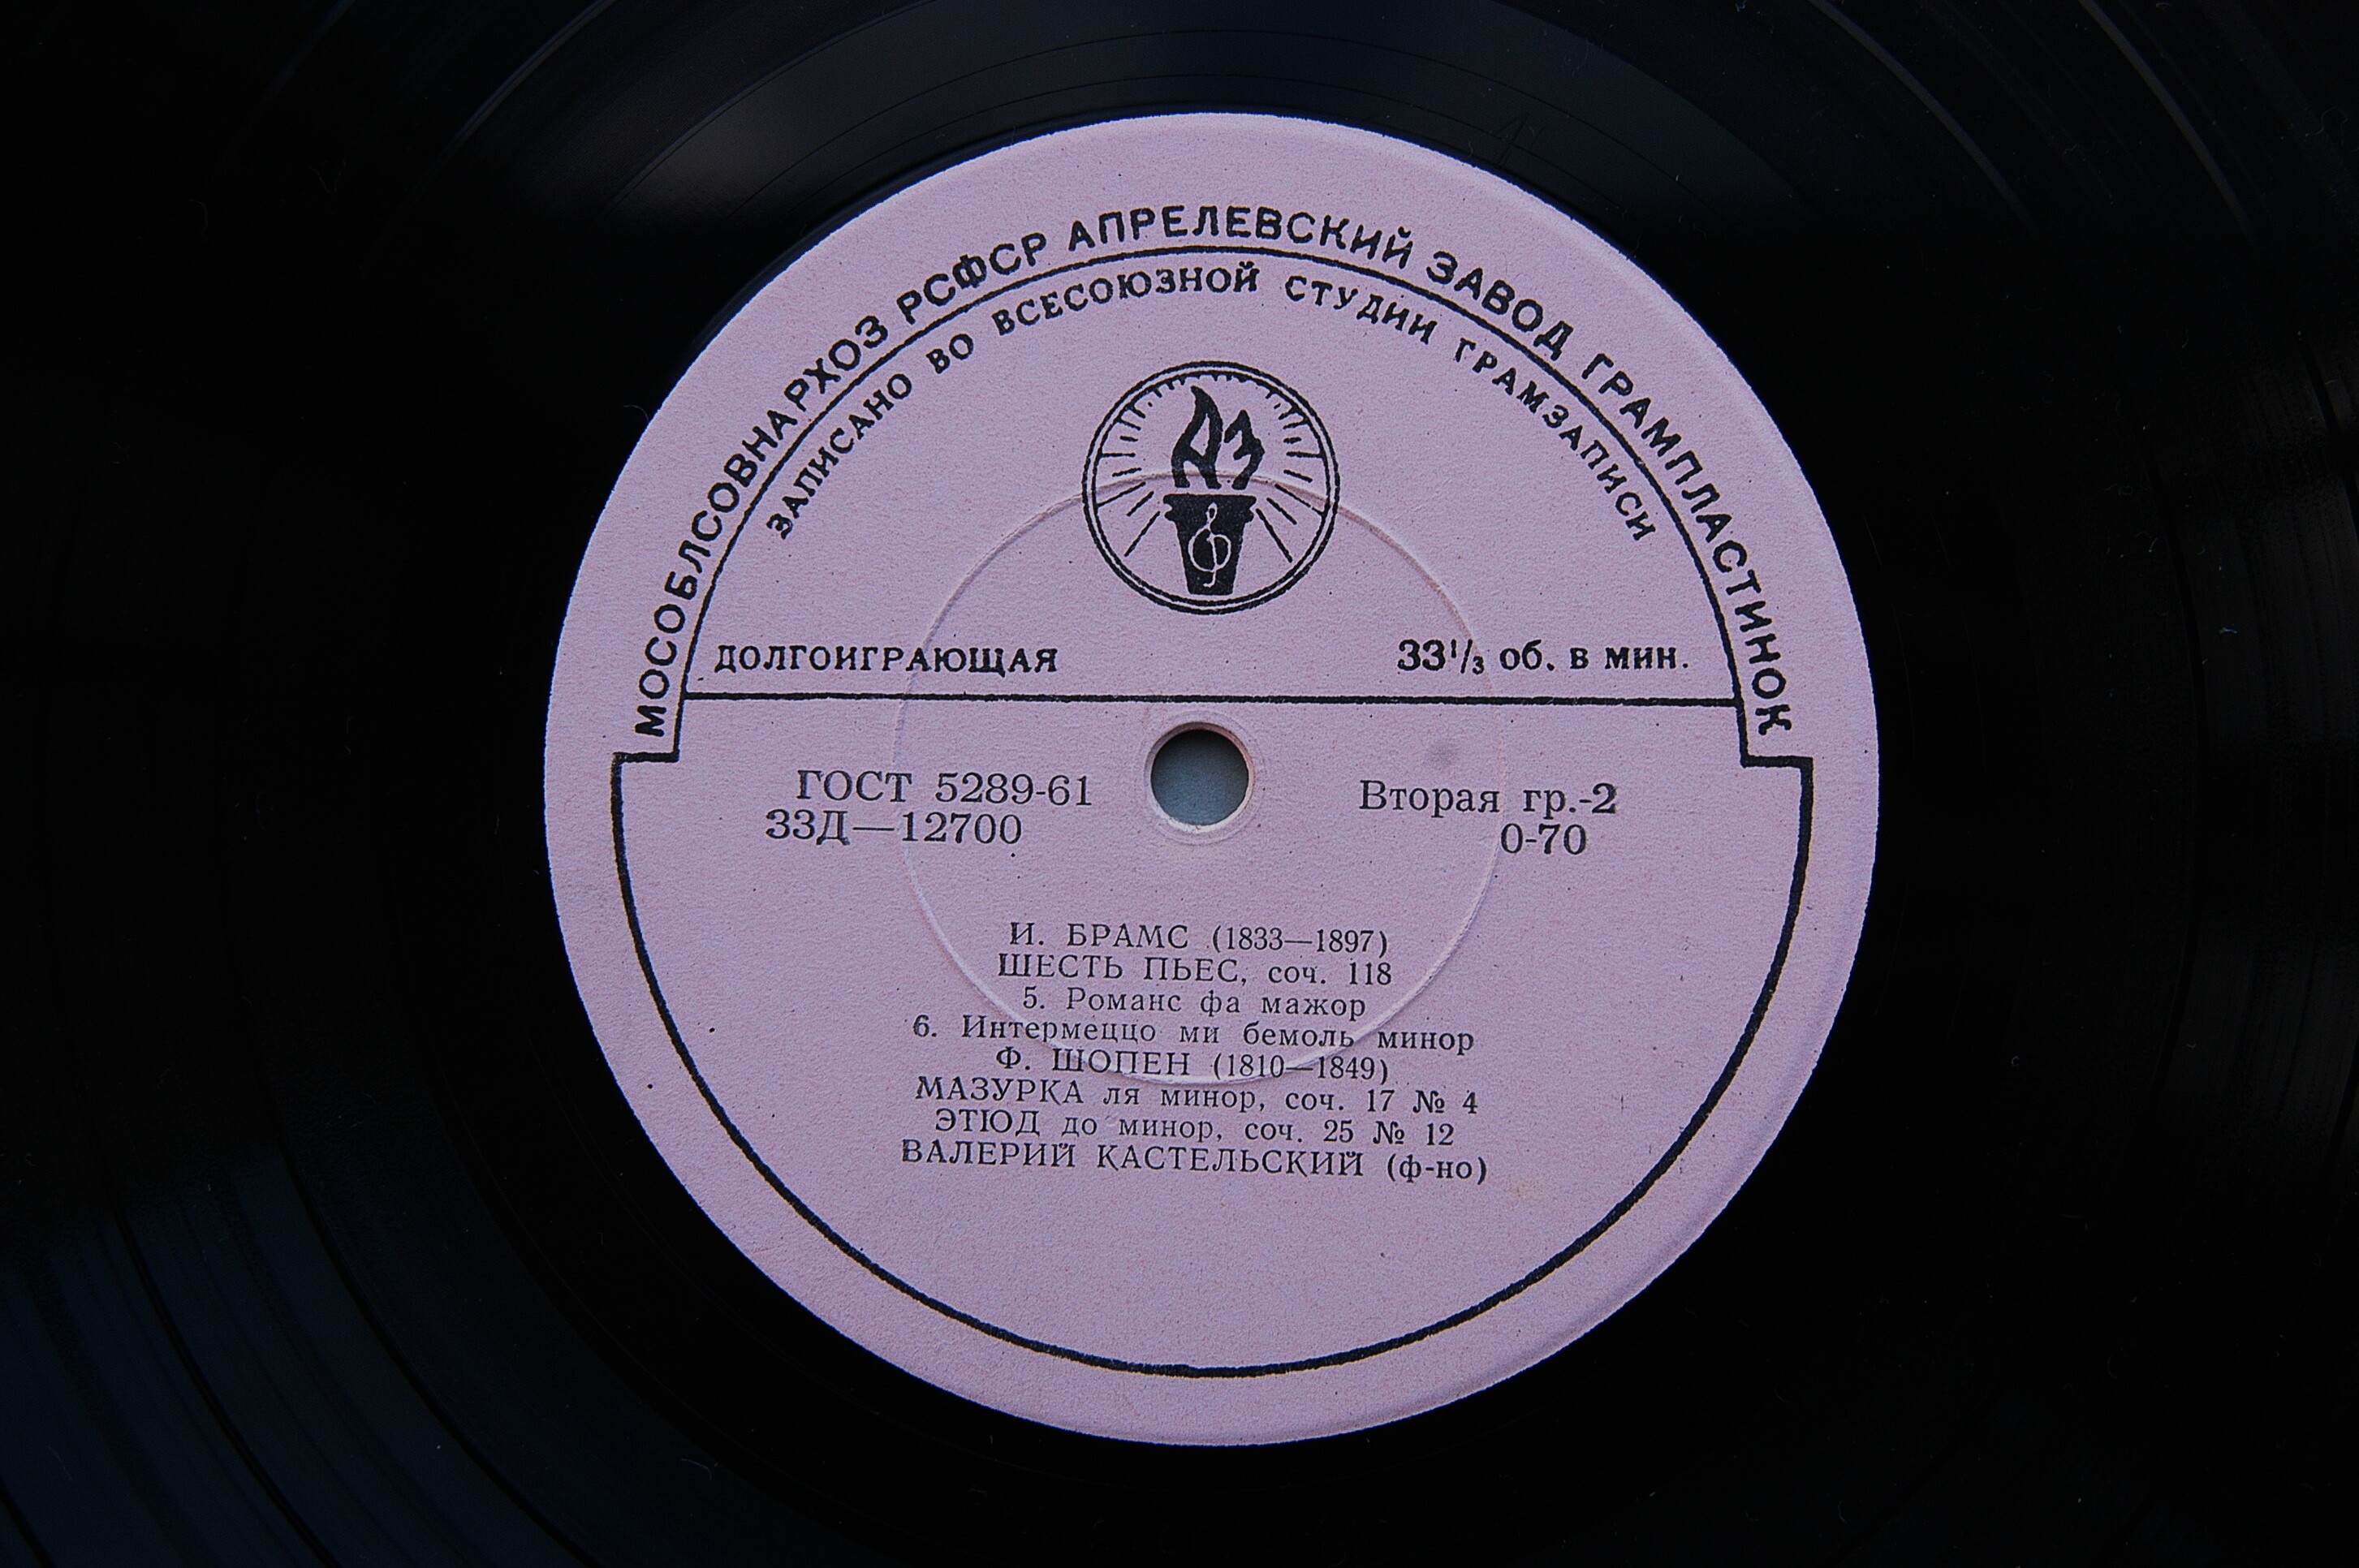 МОСОБЛСОВНАРХОЗ РСФСР АПРЕЛЕВСКИЙ ЗАВОД ГРАМПЛАСТИНОК
ЗАПИСАНО ВО ВСЕСОЮЗНОЙ СТУДИИ ГРАМЗАПИСИ
АЗ
ДОЛГОИГРАЮЩАЯ 33 1/3 об. в мин.
ГОСТ 5289-61 Вторая гр.-2
33Д—12700 0-70
И. БРАМС (1833—1897)
ШЕСТЬ ПЬЕС, соч. 118
5. Романс фа мажор
6. Интермеццо ми бемоль минор
Ф. ШОПЕН (1810—1849)
МАЗУРКА ля минор, соч. 17 № 4
ЭТЮД до минор, соч. 25 № 12
ВАЛЕРИЙ КАСТЕЛЬСКИЙ (ф-но)